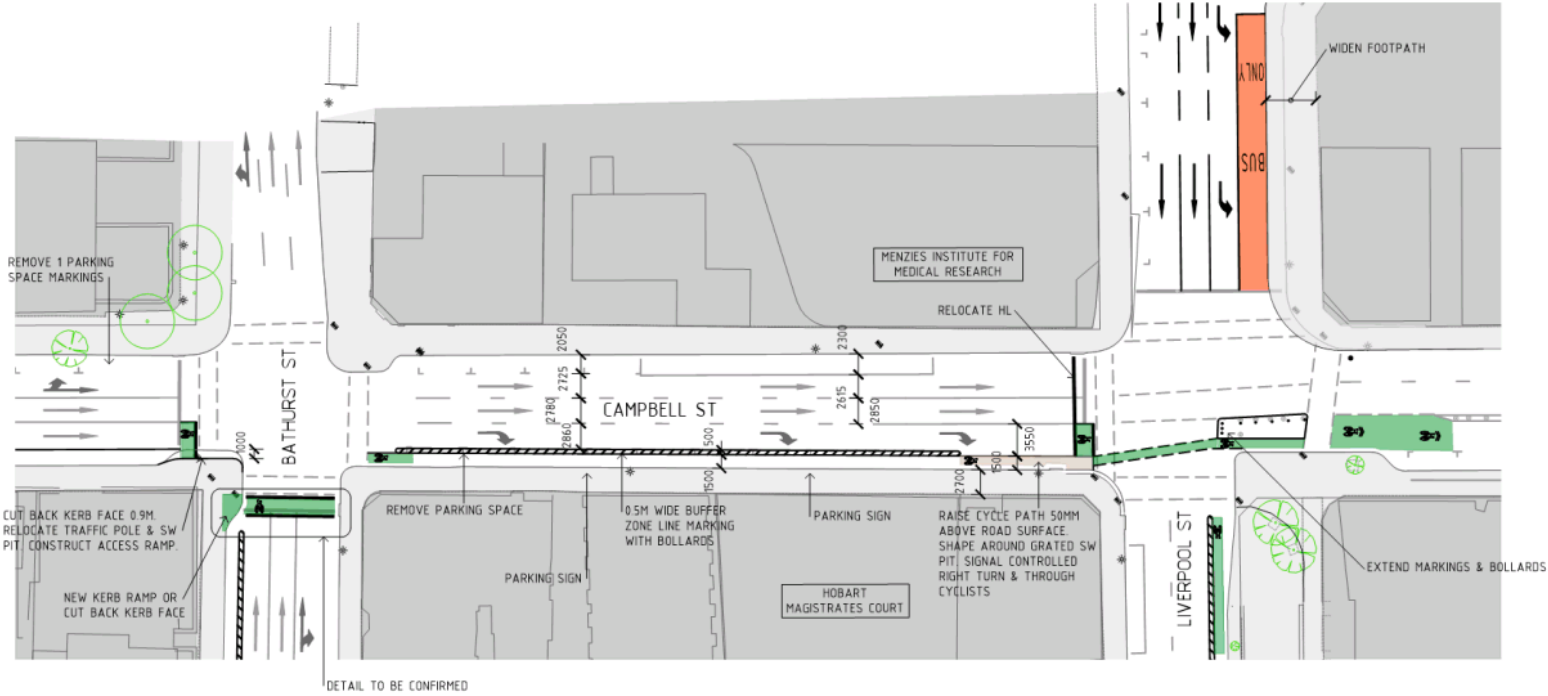 WIDEN FOOTPATH
ONLY
BUS
REMOVE 1 PARKING
SPACE MARKINGS
MENZIES INSTITUTE FOR
MEDICAL RESEARCH
RELOCATE HL
BATHURST ST
CAMPBELL ST
2050
2725
2780
2860
2300
2615
2850
3550
1000
500
1500
1500
2700
CUT BACK KERB FACE 0.9M.
RELOCATE TRAFFIC POLE & SW
PIT. CONSTRUCT ACCESS RAMP.
REMOVE PARKING SPACE
0.5M WIDE BUFFER
ZONE LINE MARKING
WITH BOLLARDS
PARKING SIGN
RAISE CYCLE PATH 50MM
ABOVE ROAD SURFACE.
SHAPE AROUND GRATED SW
PIT. SIGNAL CONTROLLED
RIGHT TURN & THROUGH
CYCLISTS
LIVERPOOL ST
EXTEND MARKINGS & BOLLARDS
PARKING SIGN
NEW KERB RAMP OR
CUT BACK KERB FACE
HOBART
MAGISTRATES COURT
DETAIL TO BE CONFIRMED